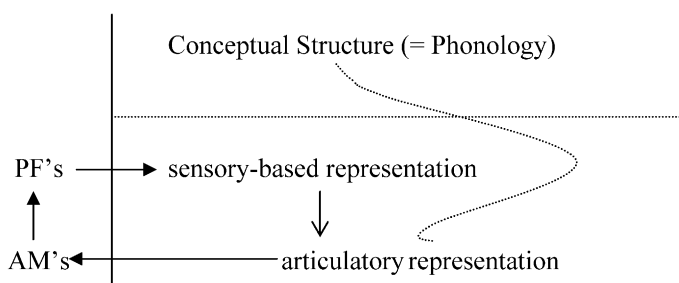 Conceptual Structure (= Phonology)
PF's sensory-based representation
AM's articulatory representation